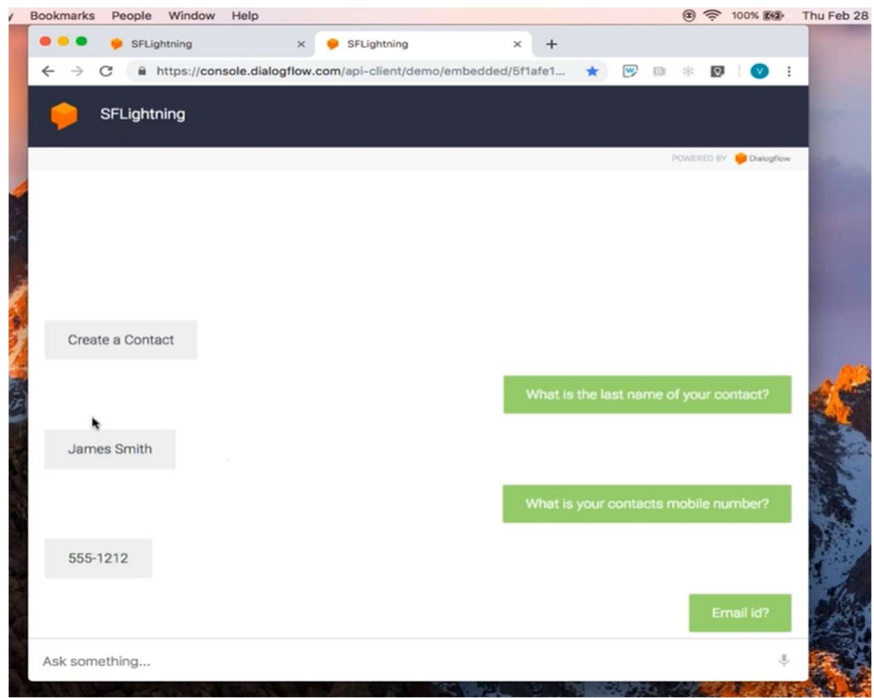 Bookmarks People Window Help 100% Thu Feb 28
SFLightning SFLightning
https://console.dialogflow.com/api-client/demo/embedded/5f1afe1...
SFLightning
POWERED BY Dialogflow
Create a Contact
What is the last name of your contact?
James Smith
What is your contacts mobile number?
555-1212
Email id?
Ask something...